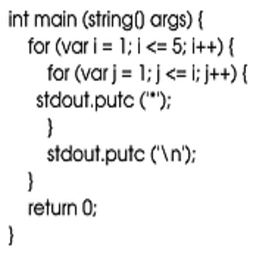 int main (string() args) {
for (var i = 1; i <= 5; i++) {
for (var j = 1; j <= i; j++) {
stdout.putc ('*');
}
stdout.putc ('\n');
}
return 0;
}